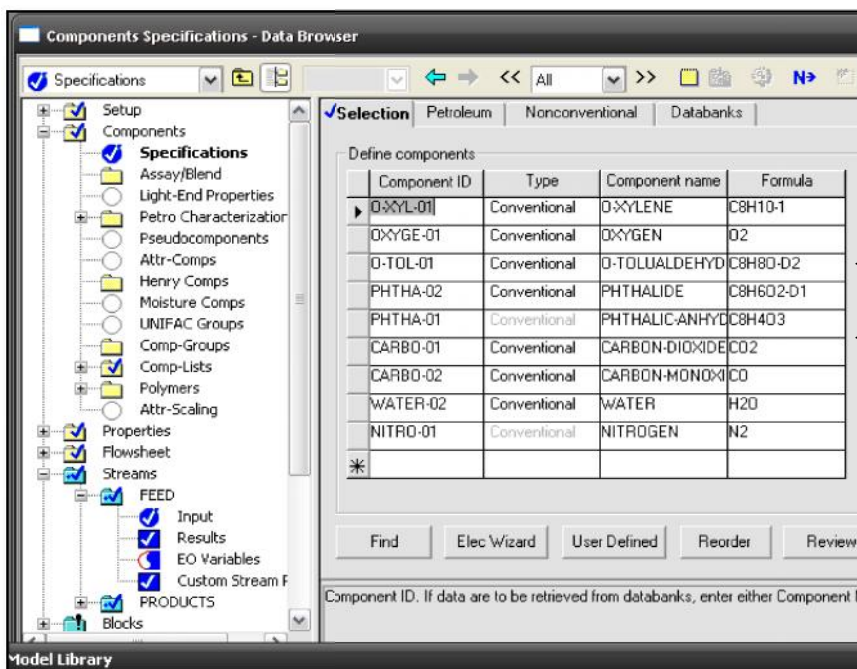 Components Specifications - Data Browser
Specifications
<< All >> N
Setup
Components
Specifications
Assay/Blend
Light-End Properties
Petro Characterization
Pseudocomponents
Attr-Comps
Henry Comps
Moisture Comps
UNIFAC Groups
Comp-Groups
Comp-Lists
Polymers
Attr-Scaling
Properties
Flowsheet
Streams
FEED
Input
Results
EO Variables
Custom Stream F
PRODUCTS
Blocks
Selection Petroleum Nonconventional Databanks
Define components
Component ID Type Component name Formula
O-XYL-01 Conventional O-XYLENE C8H10-1
OXYGE-01 Conventional OXYGEN O2
O-TOL-01 Conventional O-TOLUALDEHYD C8H8O-D2
PHTHA-02 Conventional PHTHALIDE C8H6O2-D1
PHTHA-01 Conventional PHTHALIC-ANHYD C8H4O3
CARBO-01 Conventional CARBON-DIOXIDE CO2
CARBO-02 Conventional CARBON-MONOXI CO
WATER-02 Conventional WATER H2O
NITRO-01 Conventional NITROGEN N2
Find Elec Wizard User Defined Reorder Review
Component ID. If data are to be retrieved from databanks, enter either Component
Model Library